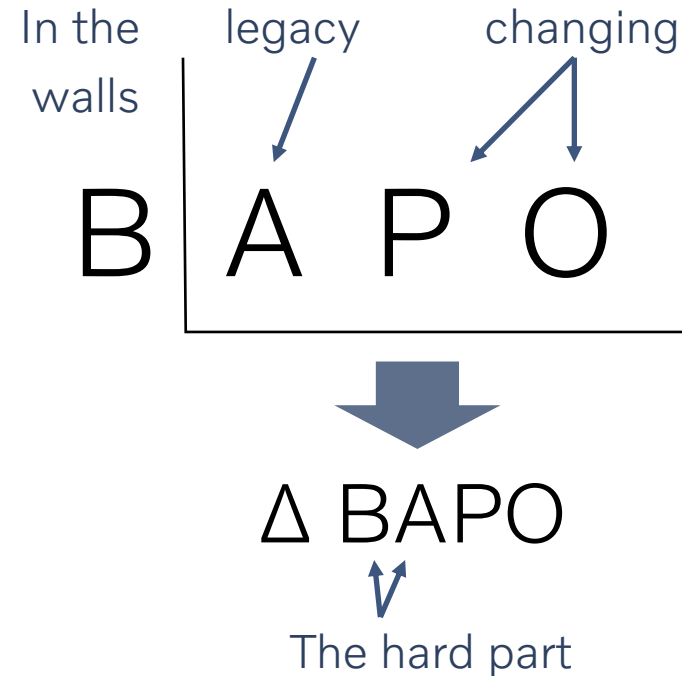 In the legacy changing
walls
B A P O
Δ BAPO
The hard part